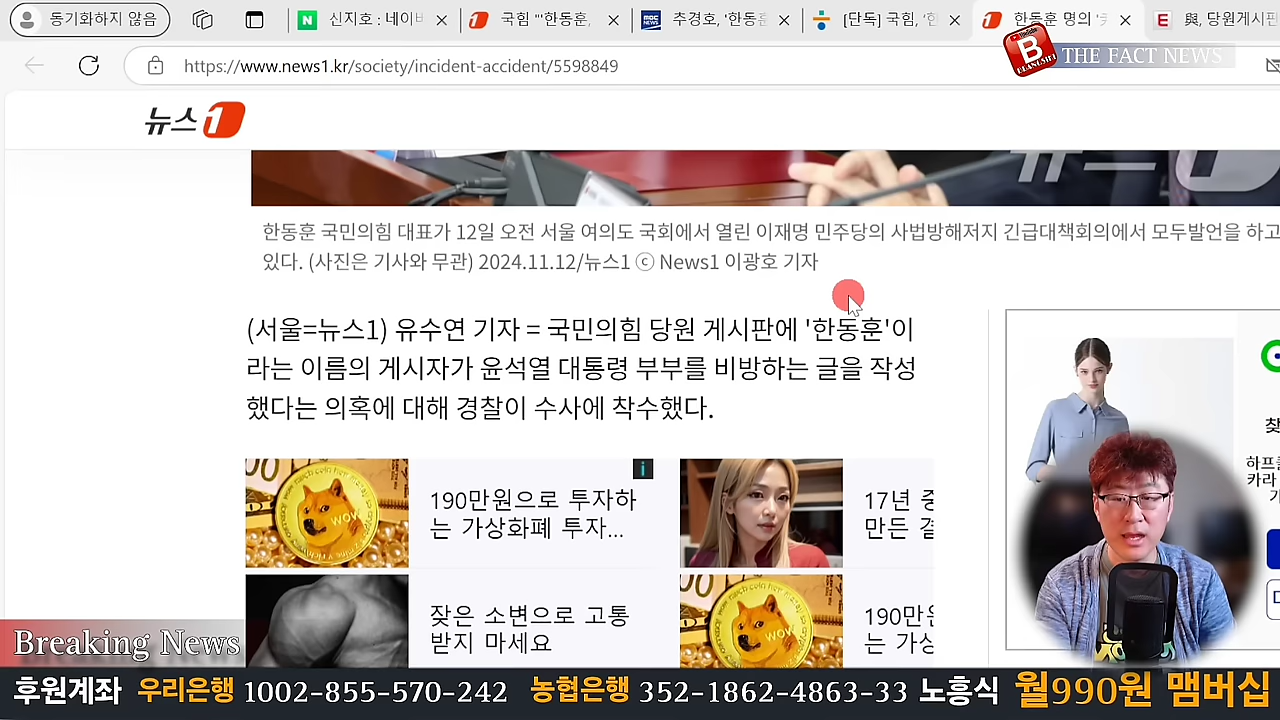 동기화하지 않음
신지호 : 네이버
국힘 "'한동훈,
추경호, '한동훈
[단독] 국힘, '한
한동훈 명의
與, 당원게시판
https://www.news1.kr/society/incident-accident/5598849
YouTube
B
THE FACT NEWS
뉴스1
뉴스1
한동훈 국민의힘 대표가 12일 오전 서울 여의도 국회에서 열린 이재명 민주당의 사법방해저지 긴급대책회의에서 모두발언을 하고
있다. (사진은 기사와 무관) 2024.11.12/뉴스1 ⓒ News1 이광호 기자
(서울=뉴스1) 유수연 기자 = 국민의힘 당원 게시판에 '한동훈'이
라는 이름의 게시자가 윤석열 대통령 부부를 비방하는 글을 작성
했다는 의혹에 대해 경찰이 수사에 착수했다.
190만원으로 투자하
는 가상화폐 투자...
17년
만든
WOW
잦은 소변으로 고통
받지 마세요
190만원
는 가상
WOW
찾
하프
카라
Breaking News
후원계좌 우리은행 1002-855-570-242 농협은행 352-1862-4863-33 노흥식 월990원 맴버십